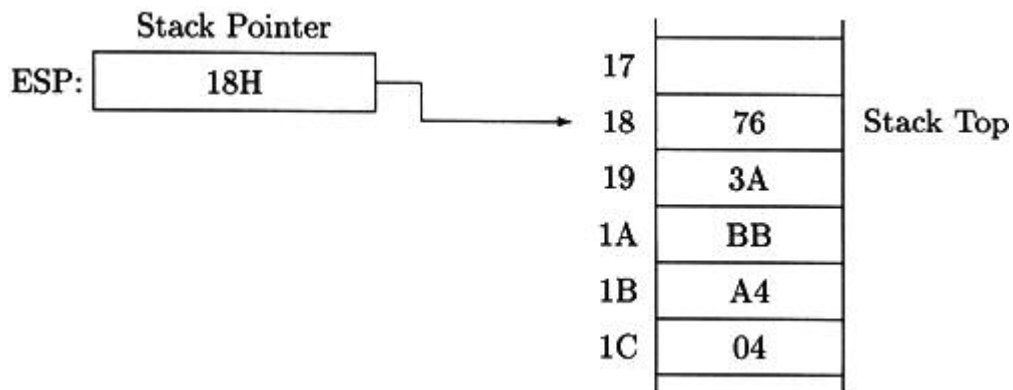 Stack Pointer
ESP: 18H
17
18 76 Stack Top
19 3A
1A BB
1B A4
1C 04